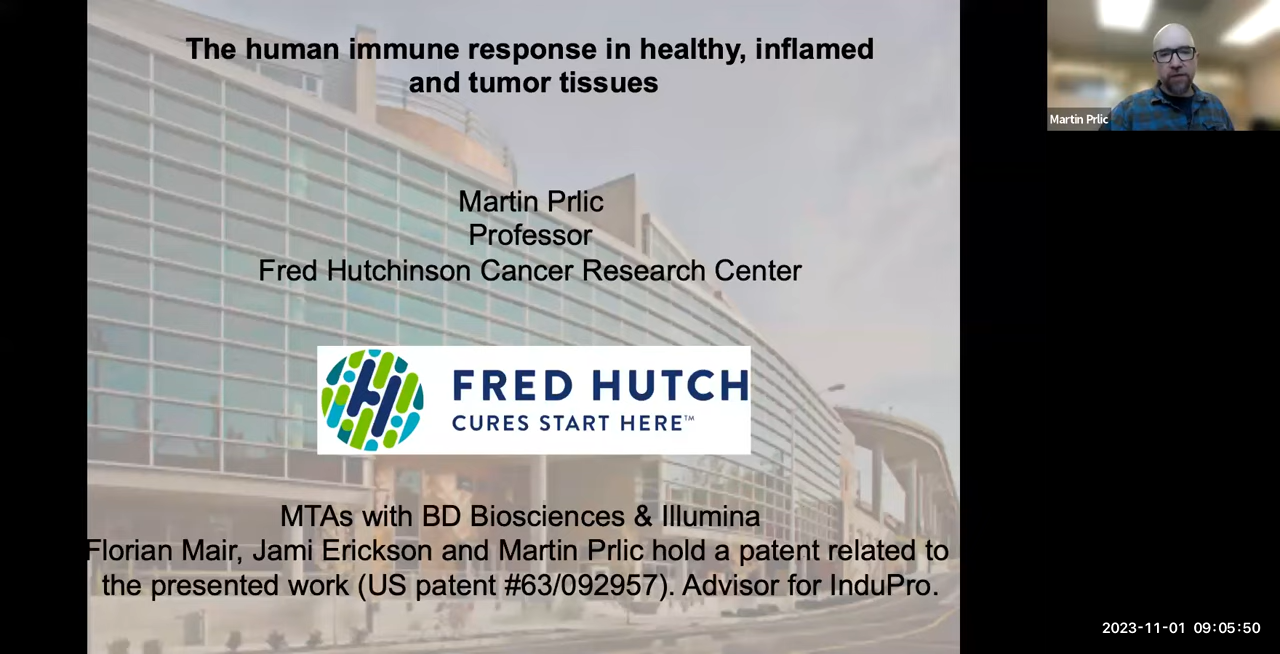 The human immune response in healthy, inflamed
and tumor tissues
Martin Prlic
Martin Prlic
Professor
Fred Hutchinson Cancer Research Center
FRED HUTCH
CURES START HERE™
MTAs with BD Biosciences & Illumina
Florian Mair, Jami Erickson and Martin Prlic hold a patent related to
the presented work (US patent #63/092957). Advisor for InduPro.
2023-11-01 09:05:50